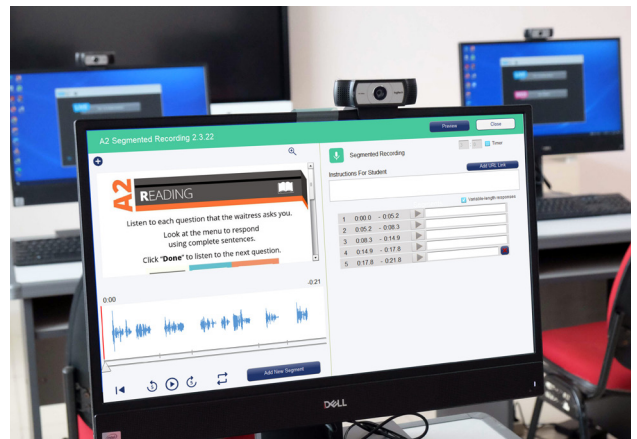 A2 Segmented Recording 2.3.22
Preview
Close
Segmented Recording
Timer
Instructions For Student
Add URL Link
Variable-length responses
A2
READING
Listen to each question that the waitress asks you.
Look at the menu to respond
using complete sentences.
Click "Done" to listen to the next question.
0:00
-0:21
1 0:00.0 - 0:05.2
2 0:05.2 - 0:08.3
3 0:08.3 - 0:14.9
4 0:14.9 - 0:17.8
5 0:17.8 - 0:21.8
5
5
Add New Segment
DELL